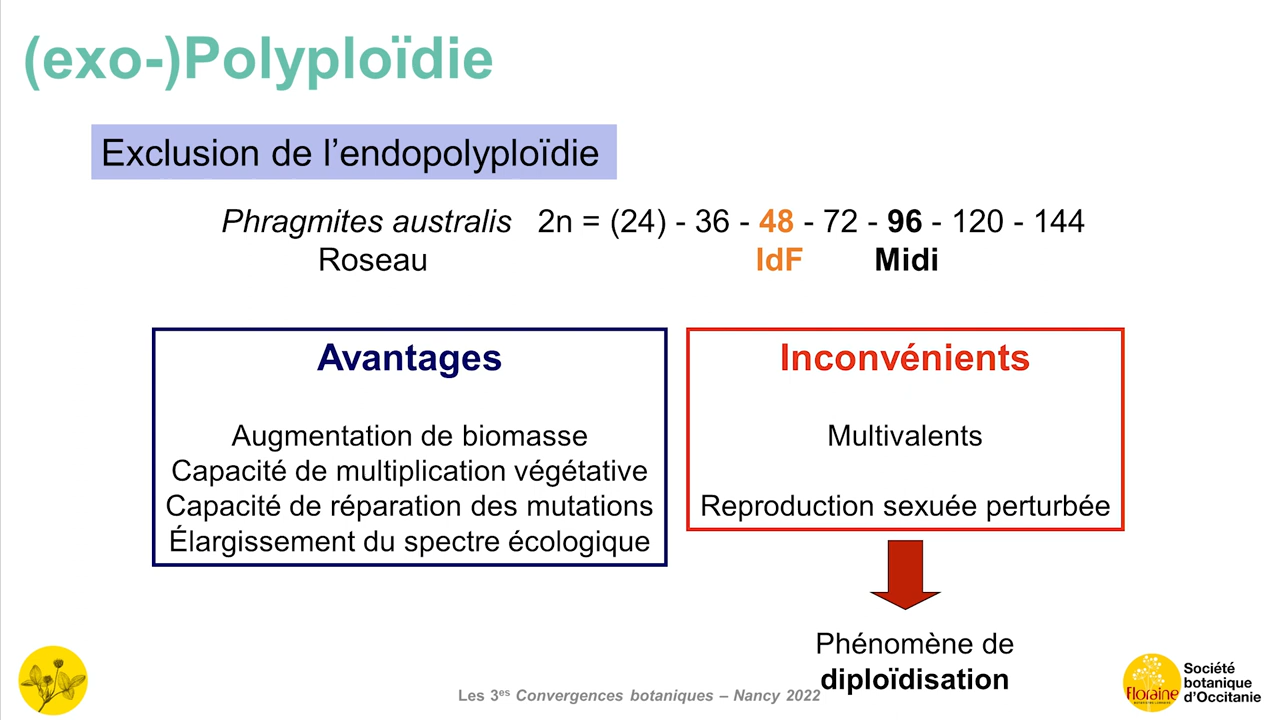 (exo-)Polyploïdie
Exclusion de l’endopolyploïdie
Phragmites australis 2n = (24) - 36 - 48 - 72 - 96 - 120 - 144
Roseau IdF Midi
Avantages
Augmentation de biomasse
Capacité de multiplication végétative
Capacité de réparation des mutations
Élargissement du spectre écologique
Inconvénients
Multivalents
Reproduction sexuée perturbée
Phénomène de
diploïdisation
Les 3es Convergences botaniques – Nancy 2022
Floraine
Société
botanique
d’Occitanie